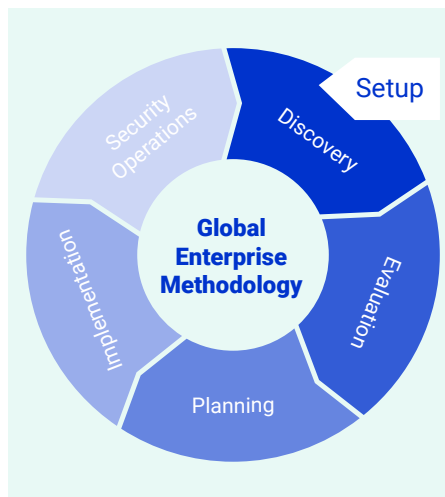 Setup
Discovery
Evaluation
Planning
Implementation
Security
Operations
Global
Enterprise
Methodology